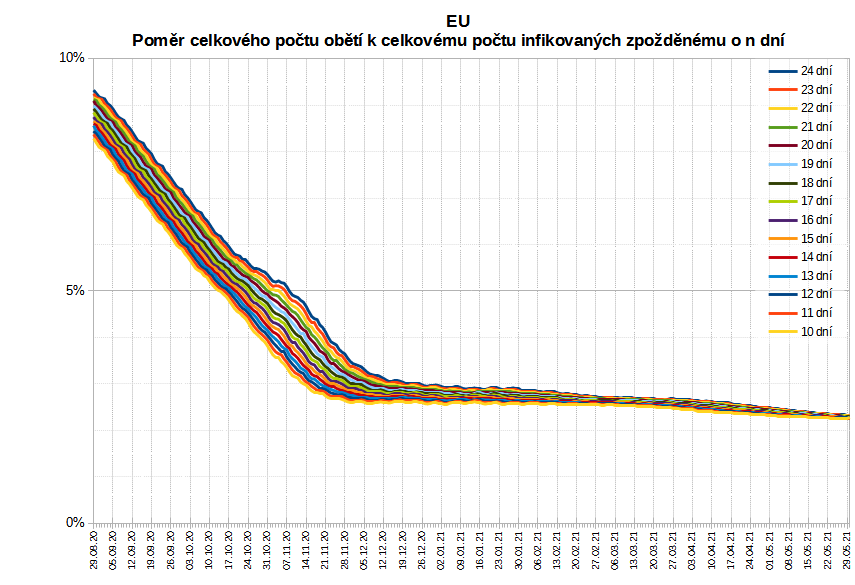 EU
Poměr celkového počtu obětí k celkovému počtu infikovaných zpožděnému o n dní
10%
5%
0%
24 dní
23 dní
22 dní
21 dní
20 dní
19 dní
18 dní
17 dní
16 dní
15 dní
14 dní
13 dní
12 dní
11 dní
10 dní
29.08.20
05.09.20
12.09.20
19.09.20
26.09.20
03.10.20
10.10.20
17.10.20
24.10.20
31.10.20
07.11.20
14.11.20
21.11.20
28.11.20
05.12.20
12.12.20
19.12.20
26.12.20
02.01.21
09.01.21
16.01.21
23.01.21
30.01.21
06.02.21
13.02.21
20.02.21
27.02.21
06.03.21
13.03.21
20.03.21
27.03.21
03.04.21
10.04.21
17.04.21
24.04.21
01.05.21
08.05.21
15.05.21
22.05.21
29.05.21